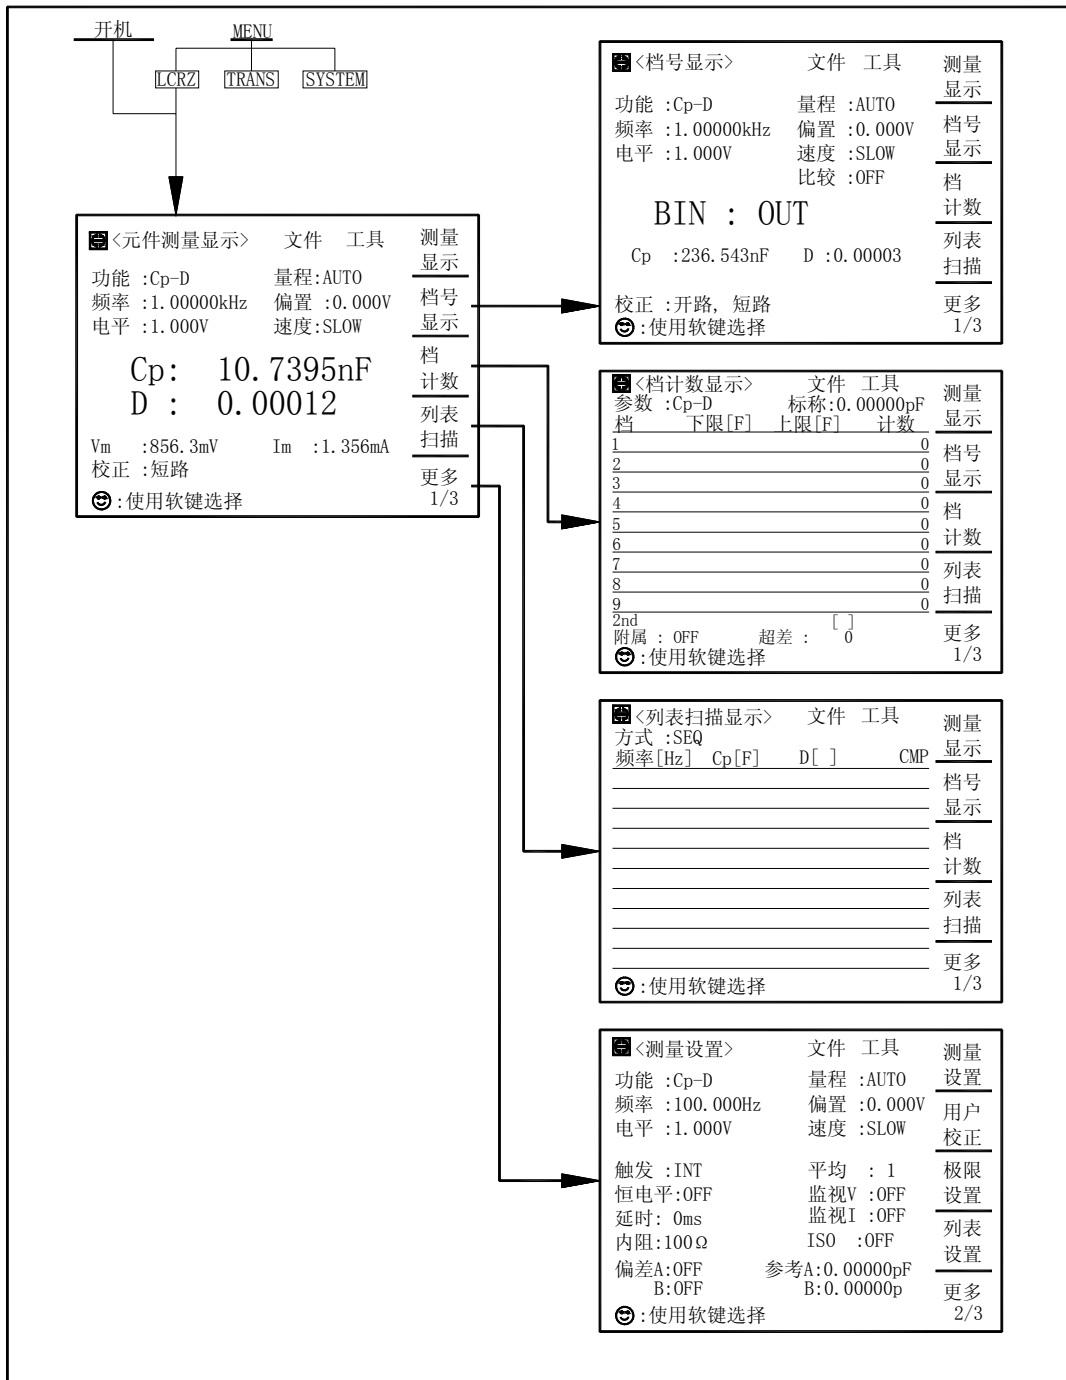 开机
MENU
LCRZ
TRANS
SYSTEM
<元件测量显示> 文件 工具
功能 :Cp-D 量程:AUTO
频率 :1.00000kHz 偏置 :0.000V
电平 :1.000V 速度:SLOW
Cp: 10.7395nF
D : 0.00012
Vm :856.3mV Im :1.356mA
校正 :短路
:使用软键选择
测量
显示
档号
显示
档
计数
列表
扫描
更多
1/3
<档号显示> 文件 工具
功能 :Cp-D 量程 :AUTO
频率 :1.00000kHz 偏置 :0.000V
电平 :1.000V 速度 :SLOW
比较 :OFF
BIN : OUT
Cp :236.543nF D :0.00003
校正 :开路, 短路
:使用软键选择
测量
显示
档号
显示
档
计数
列表
扫描
更多
1/3
<档计数显示> 文件 工具
参数 :Cp-D 标称:0.00000pF
档 下限[F] 上限[F] 计数
1 0
2 0
3 0
4 0
5 0
6 0
7 0
8 0
9 0
2nd [ ]
附属 : OFF 超差 : 0
:使用软键选择
测量
显示
档号
显示
档
计数
列表
扫描
更多
1/3
<列表扫描显示> 文件 工具
方式 :SEQ
频率[Hz] Cp[F] D[ ] CMP
:使用软键选择
测量
显示
档号
显示
档
计数
列表
扫描
更多
1/3
<测量设置> 文件 工具
功能 :Cp-D 量程 :AUTO
频率 :100.000Hz 偏置 :0.000V
电平 :1.000V 速度 :SLOW
触发 :INT 平均 : 1
恒电平:OFF 监视V :OFF
延时: 0ms 监视I :OFF
内阻:100Ω ISO :OFF
偏差A:OFF 参考A:0.00000pF
B:OFF B:0.00000p
:使用软键选择
测量
设置
用户
校正
极限
设置
列表
设置
更多
2/3